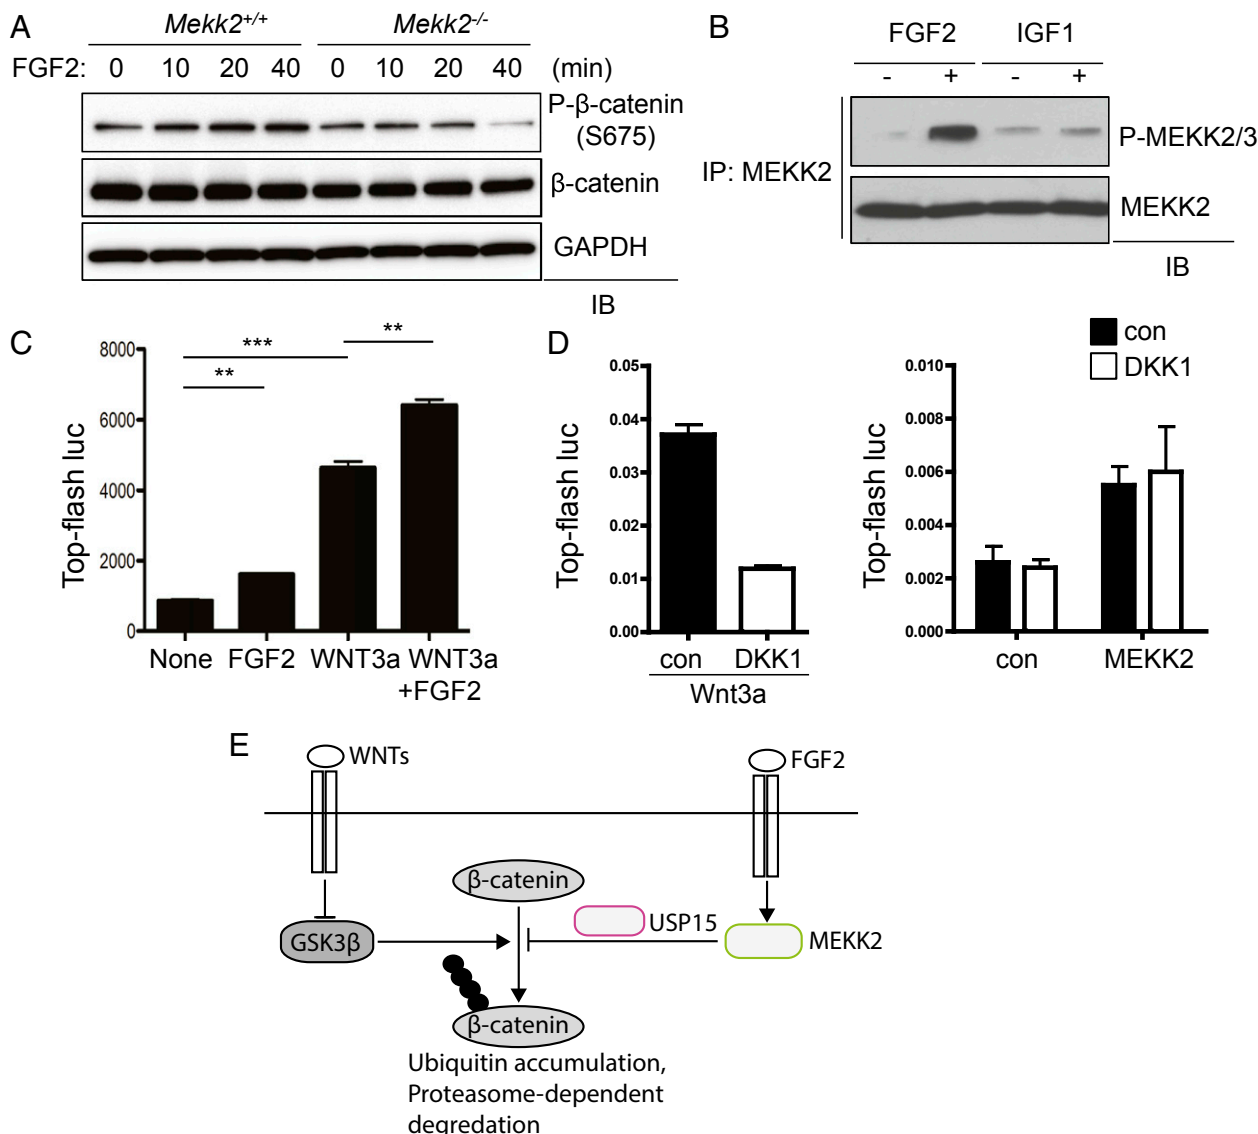 A
Mekk2+/+ Mekk2-/-
FGF2: 0 10 20 40 0 10 20 40 (min)
P-β-catenin
(S675)
β-catenin
GAPDH
IB
B
FGF2 IGF1
- + - +
IP: MEKK2
P-MEKK2/3
MEKK2
IB
C
Top-flash luc
8000
6000
4000
2000
0
*** **
**
None FGF2 WNT3a WNT3a
+FGF2
D
Top-flash luc
0.05
0.04
0.03
0.02
0.01
0.00
con DKK1
Wnt3a
con
DKK1
Top-flash luc
0.010
0.008
0.006
0.004
0.002
0.000
con MEKK2
E
WNTs
FGF2
β-catenin
USP15
GSK3β
MEKK2
β-catenin
Ubiquitin accumulation,
Proteasome-dependent
degredation